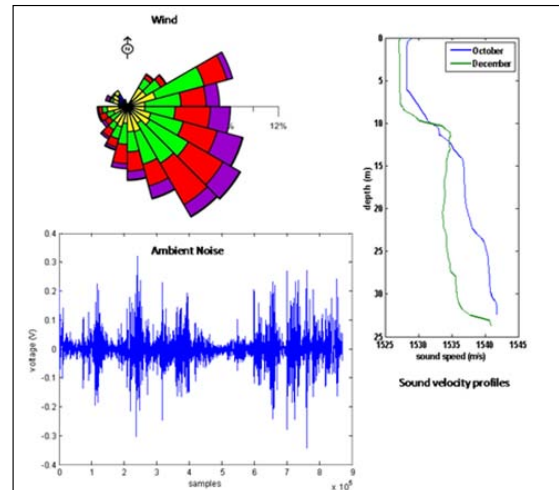 Wind
N
%
12%
October
December
0
5
10
15
20
25
30
25
depth (m)
1525 1530 1535 1540 1545
sound speed (m/s)
Sound velocity profiles
Ambient Noise
0.4
0.3
0.2
0.1
0
-0.1
-0.2
-0.3
-0.4
voltage (V)
0 1 2 3 4 5 6 7 8 9
samples